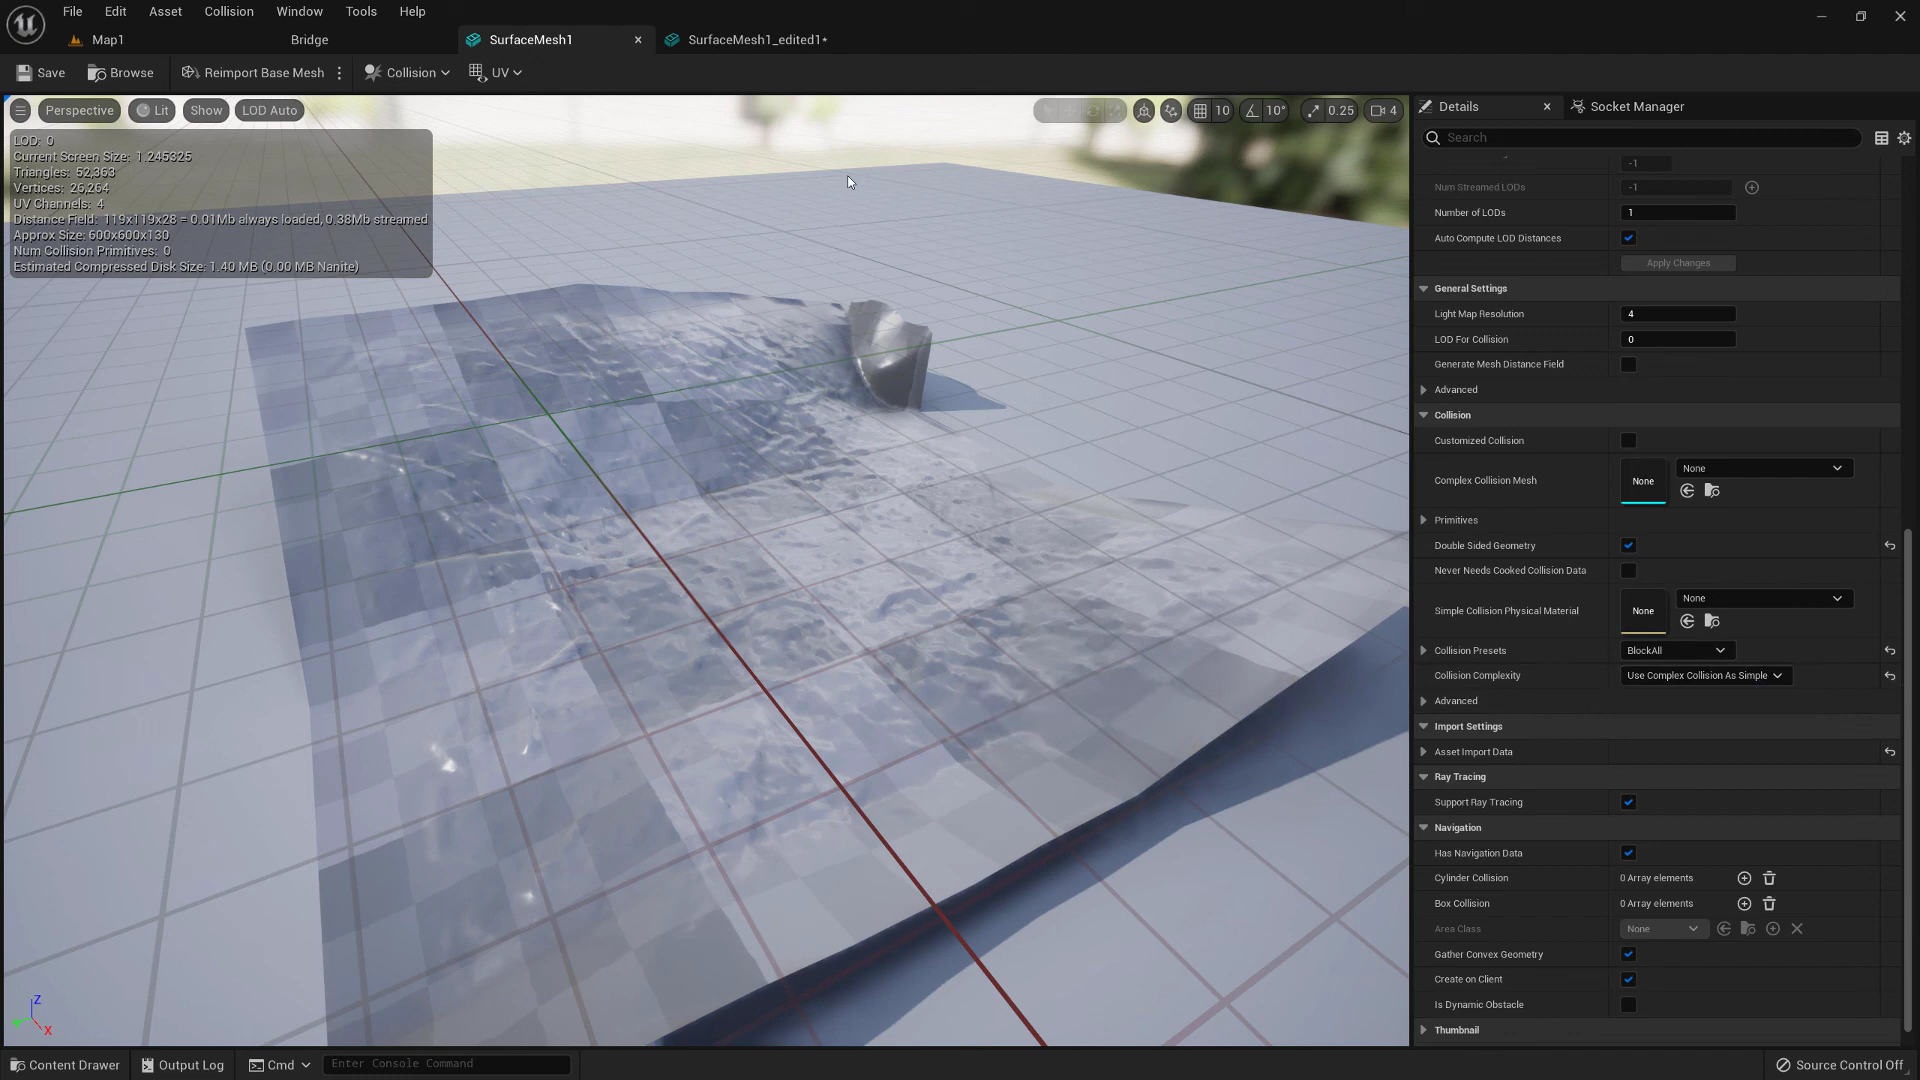 File Edit Asset Collision Window Tools Help
Map1 Bridge SurfaceMesh1 SurfaceMesh1_edited1*
Save Browse Reimport Base Mesh Collision UV
Perspective Lit Show LOD Auto 10 10° 0.25 4
LOD: 0
Current Screen Size: 1.245325
Triangles: 52,363
Vertices: 26,264
UV Channels: 4
Distance Field: 119x119x28 = 0.01Mb always loaded, 0.38Mb streamed
Approx Size: 600x600x130
Num Collision Primitives: 0
Estimated Compressed Disk Size: 1.40 MB (0.00 MB Nanite)
Z
X
Details Socket Manager
Search
-1
Num Streamed LODs -1
Number of LODs 1
Auto Compute LOD Distances
Apply Changes
General Settings
Light Map Resolution 4
LOD For Collision 0
Generate Mesh Distance Field
Advanced
Collision
Customized Collision
Complex Collision Mesh None None
Primitives
Double Sided Geometry
Never Needs Cooked Collision Data
Simple Collision Physical Material None None
Collision Presets BlockAll
Collision Complexity Use Complex Collision As Simple
Advanced
Import Settings
Asset Import Data
Ray Tracing
Support Ray Tracing
Navigation
Has Navigation Data
Cylinder Collision 0 Array elements
Box Collision 0 Array elements
Area Class None
Gather Convex Geometry
Create on Client
Is Dynamic Obstacle
Thumbnail
Content Drawer Output Log Cmd Enter Console Command Source Control Off